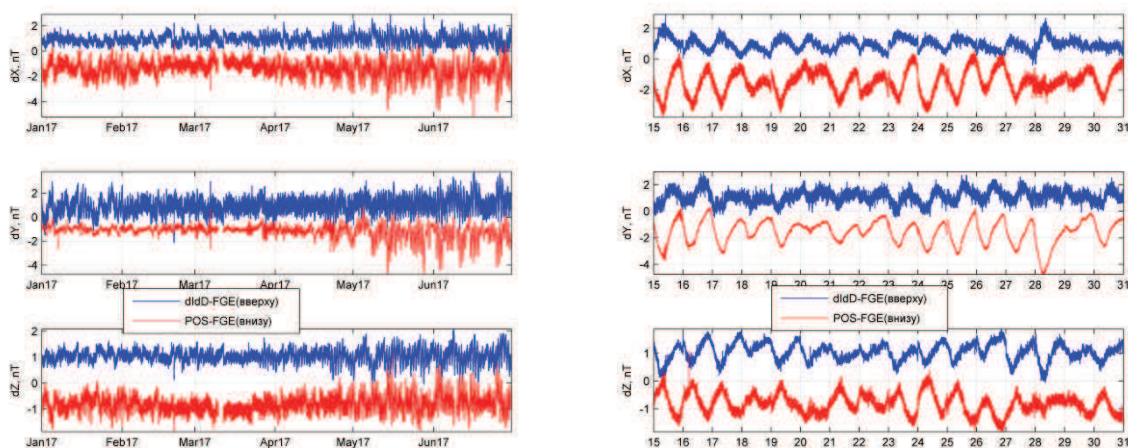 dX, nT
2
0
-2
-4
Jan17 Feb17 Mar17 Apr17 May17 Jun17
dY, nT
2
0
-2
-4
Jan17 Feb17 Mar17 Apr17 May17 Jun17
dIdD-FGE(вверху)
POS-FGE(внизу)
dZ, nT
2
1
0
-1
Jan17 Feb17 Mar17 Apr17 May17 Jun17
dX, nT
2
0
-2
15 16 17 18 19 20 21 22 23 24 25 26 27 28 29 30 31
dY, nT
2
0
-2
-4
15 16 17 18 19 20 21 22 23 24 25 26 27 28 29 30 31
dIdD-FGE(вверху)
POS-FGE(внизу)
dZ, nT
1
0
-1
15 16 17 18 19 20 21 22 23 24 25 26 27 28 29 30 31